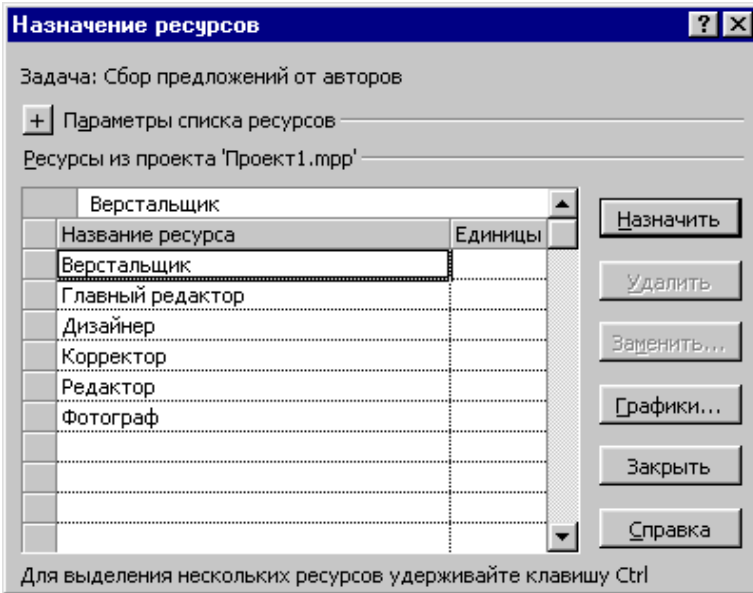 Назначение ресурсов
Задача: Сбор предложений от авторов
+ Параметры списка ресурсов
Ресурсы из проекта 'Проект1.mpp'
Верстальщик
Название ресурса Единицы
Верстальщик
Главный редактор
Дизайнер
Корректор
Редактор
Фотограф
Назначить
Удалить
Заменить...
Графики...
Закрыть
Справка
Для выделения нескольких ресурсов удерживайте клавишу Ctrl